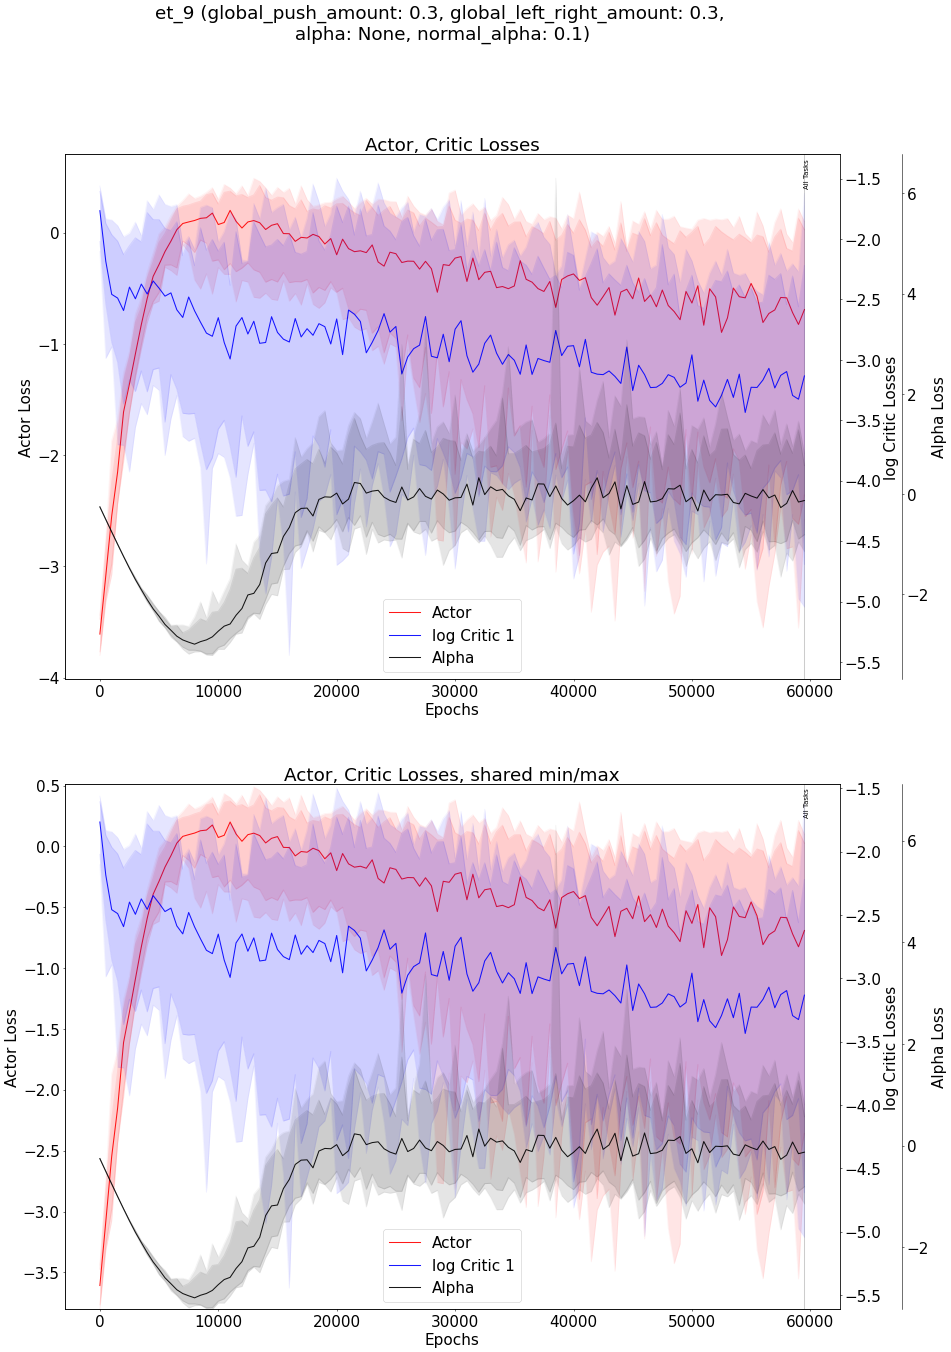 et_9 (global_push_amount: 0.3, global_left_right_amount: 0.3,
alpha: None, normal_alpha: 0.1)
Actor, Critic Losses
All Tasks
Actor Loss
0
−1
−2
−3
−4
−1.5
−2.0
−2.5
−3.0
−3.5
−4.0
−4.5
−5.0
−5.5
log Critic Losses
6
4
2
0
−2
Alpha Loss
Actor
log Critic 1
Alpha
0 10000 20000 30000 40000 50000 60000
Epochs
Actor, Critic Losses, shared min/max
All Tasks
Actor Loss
0.5
0.0
−0.5
−1.0
−1.5
−2.0
−2.5
−3.0
−3.5
−1.5
−2.0
−2.5
−3.0
−3.5
−4.0
−4.5
−5.0
−5.5
log Critic Losses
6
4
2
0
−2
Alpha Loss
Actor
log Critic 1
Alpha
0 10000 20000 30000 40000 50000 60000
Epochs